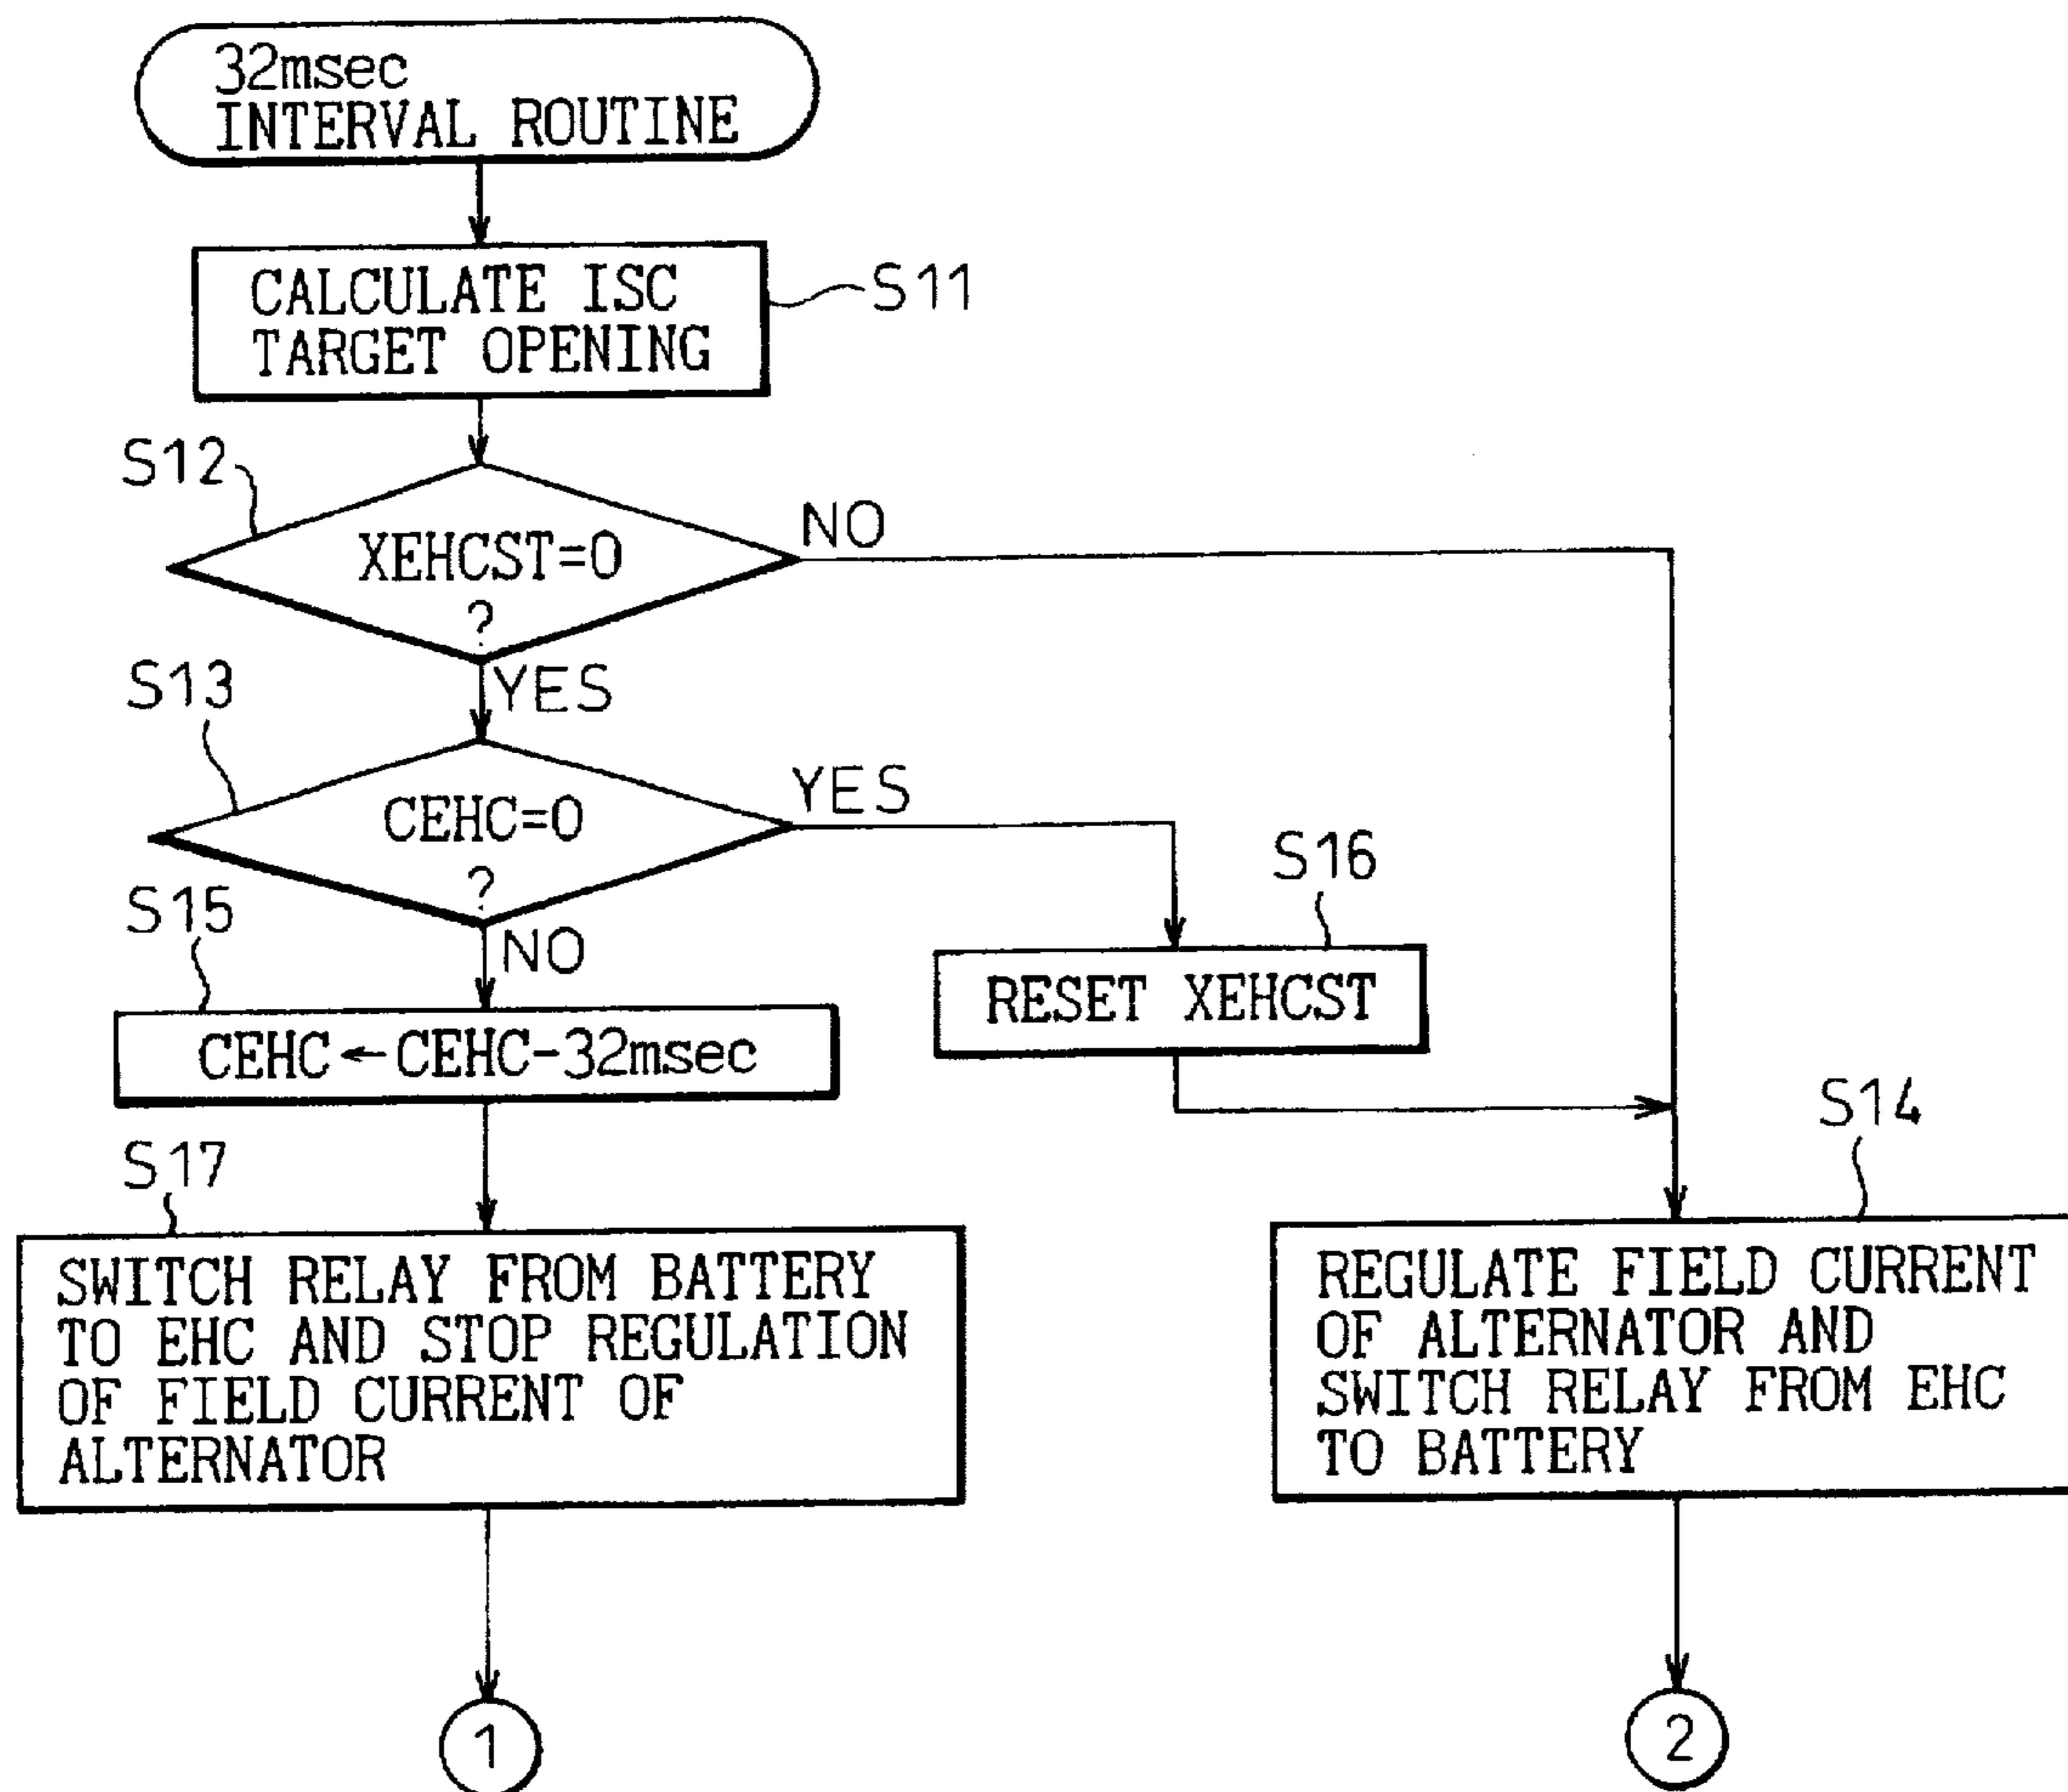 32msec
INTERVAL ROUTINE
CALCULATE ISC
TARGET OPENING
S11
S12
XEHCST=0
?
NO
YES
S13
CEHC=0
?
YES
NO
S16
RESET XEHCST
S15
CEHC←CEHC-32msec
S17
SWITCH RELAY FROM BATTERY
TO EHC AND STOP REGULATION
OF FIELD CURRENT OF
ALTERNATOR
S14
REGULATE FIELD CURRENT
OF ALTERNATOR AND
SWITCH RELAY FROM EHC
TO BATTERY
1
2